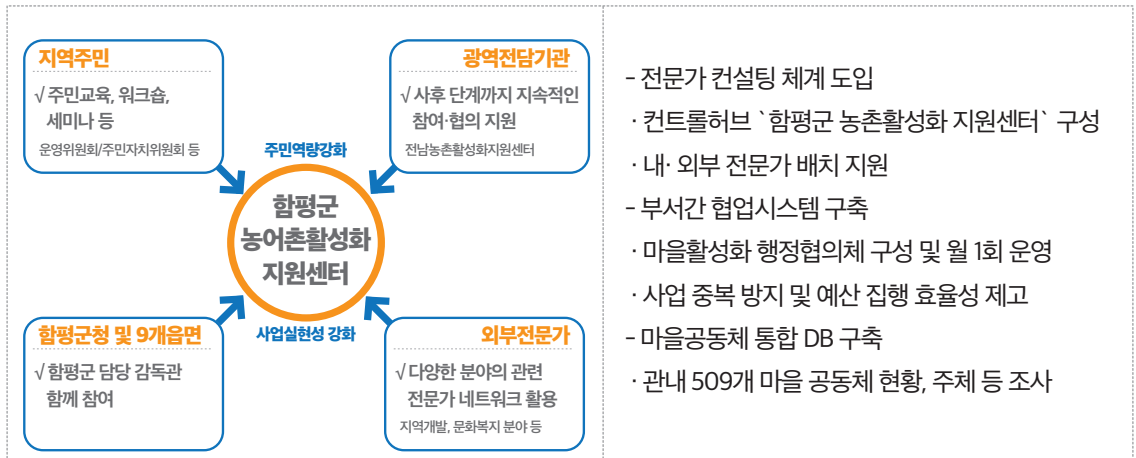 지역주민
√ 주민교육, 워크숍,
세미나 등
운영위원회/주민자치위원회 등
광역전담기관
√ 사후 단계까지 지속적인
참여·협의 지원
전남농촌활성화지원센터
주민역량강화
함평군
농어촌활성화
지원센터
사업실현성 강화
함평군청 및 9개읍면
√ 함평군 담당 감독관
함께 참여
외부전문가
√ 다양한 분야의 관련
전문가 네트워크 활용
지역개발, 문화복지 분야 등
- 전문가 컨설팅 체계 도입
· 컨트롤허브 `함평군 농촌활성화 지원센터` 구성
· 내· 외부 전문가 배치 지원
- 부서간 협업시스템 구축
· 마을활성화 행정협의체 구성 및 월 1회 운영
· 사업 중복 방지 및 예산 집행 효율성 제고
- 마을공동체 통합 DB 구축
· 관내 509개 마을 공동체 현황, 주체 등 조사